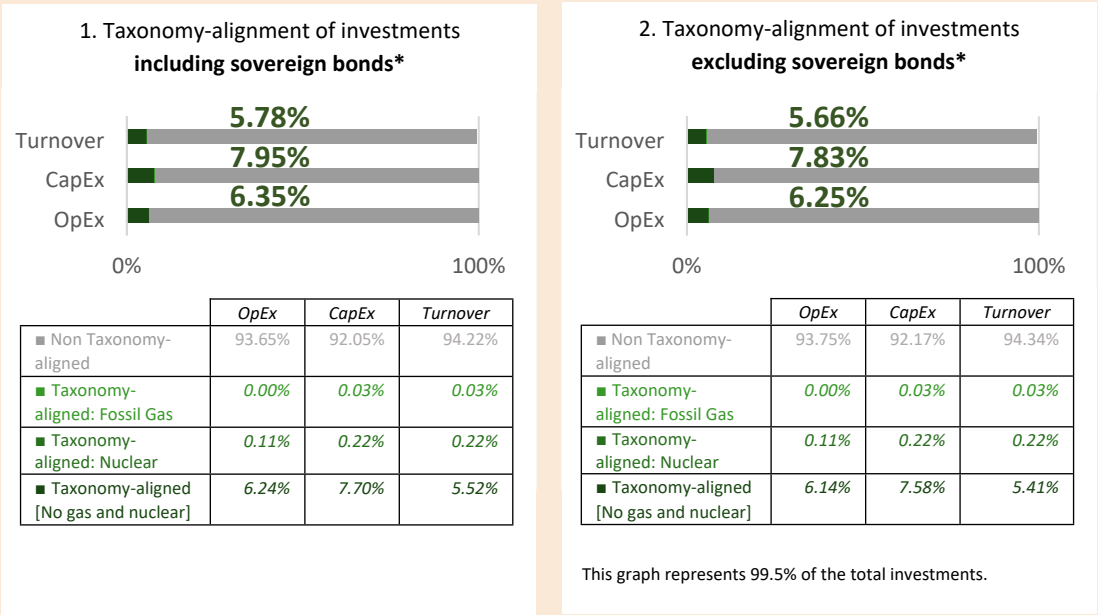 1. Taxonomy-alignment of investments
including sovereign bonds*
5.78%
Turnover
7.95%
CapEx
6.35%
OpEx
0% 100%
OpEx CapEx Turnover
■ Non Taxonomy-
aligned 93.65% 92.05% 94.22%
■ Taxonomy-
aligned: Fossil Gas 0.00% 0.03% 0.03%
■ Taxonomy-
aligned: Nuclear 0.11% 0.22% 0.22%
■ Taxonomy-aligned
[No gas and nuclear] 6.24% 7.70% 5.52%
2. Taxonomy-alignment of investments
excluding sovereign bonds*
5.66%
Turnover
7.83%
CapEx
6.25%
OpEx
0% 100%
OpEx CapEx Turnover
■ Non Taxonomy-
aligned 93.75% 92.17% 94.34%
■ Taxonomy-
aligned: Fossil Gas 0.00% 0.03% 0.03%
■ Taxonomy-
aligned: Nuclear 0.11% 0.22% 0.22%
■ Taxonomy-aligned
[No gas and nuclear] 6.14% 7.58% 5.41%
This graph represents 99.5% of the total investments.